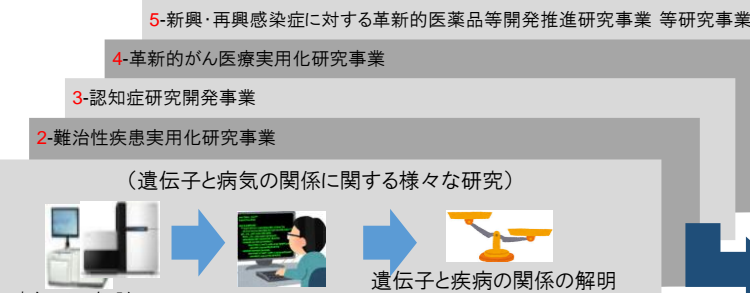 5-新興・再興感染症に対する革新的医薬品等開発推進研究事業 等研究事業
4-革新的がん医療実用化研究事業
3-認知症研究開発事業
2-難治性疾患実用化研究事業
（遺伝子と病気の関係に関する様々な研究）
遺伝子と疾病の関係の解明